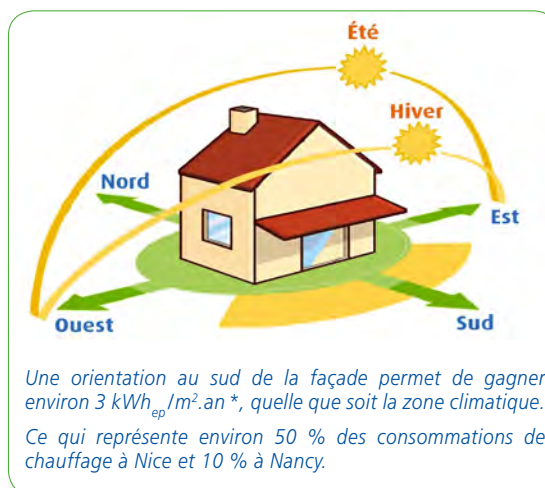 Été
Hiver
Nord
Est
Ouest
Sud
Une orientation au sud de la façade permet de gagner
environ 3 kWhep/m².an *, quelle que soit la zone climatique.
Ce qui représente environ 50 % des consommations de
chauffage à Nice et 10 % à Nancy.